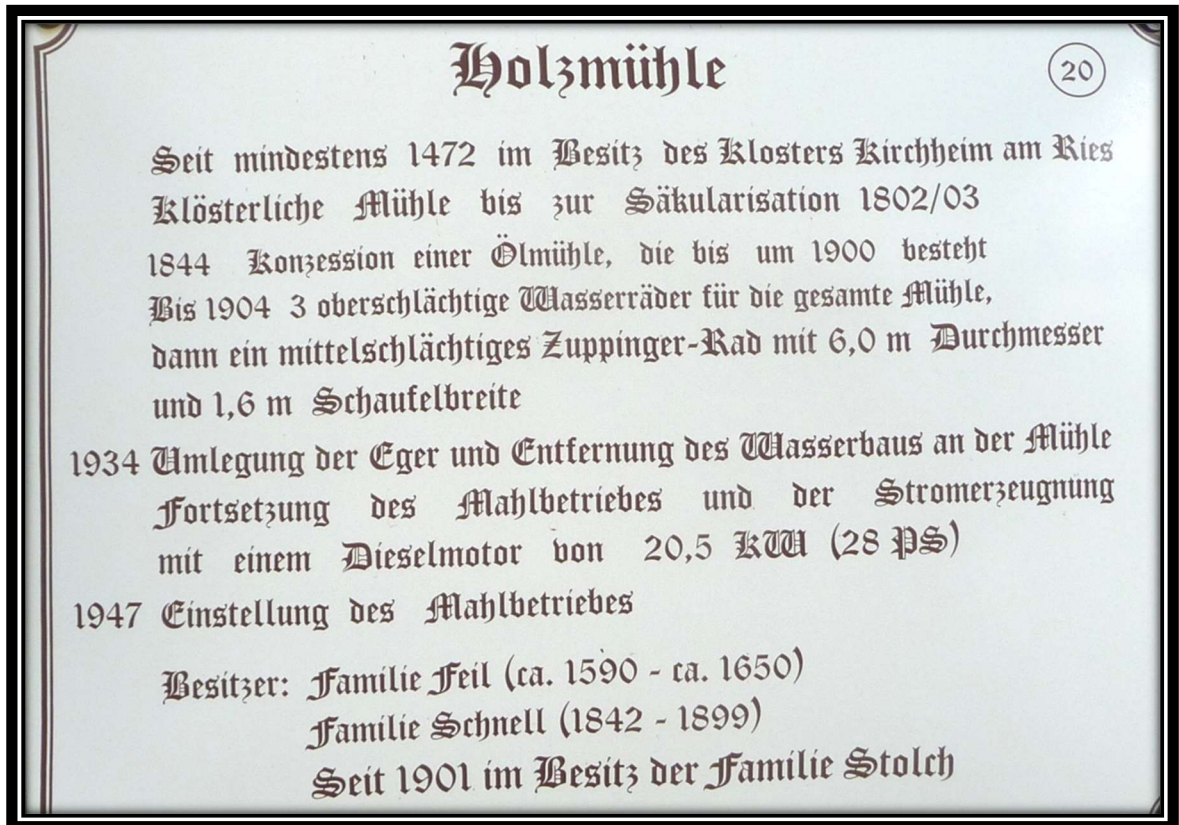 Holzmühle
20
Seit mindestens 1472 im Besitz des Klosters Kirchheim am Ries
Klösterliche Mühle bis zur Säkularisation 1802/03
1844 Konzession einer Ölmühle, die bis um 1900 besteht
Bis 1904 3 oberschlächtige Wasserräder für die gesamte Mühle,
dann ein mittelschlächtiges Zuppinger-Rad mit 6,0 m Durchmesser
und 1,6 m Schaufelbreite
1934 Umlegung der Eger und Entfernung des Wasserbaus an der Mühle
Fortsetzung des Mahlbetriebes und der Stromerzeugnung
mit einem Dieselmotor von 20,5 KW (28 PS)
1947 Einstellung des Mahlbetriebes
Besitzer: Familie Feil (ca. 1590 - ca. 1650)
Familie Schnell (1842 - 1899)
Seit 1901 im Besitz der Familie Stolch